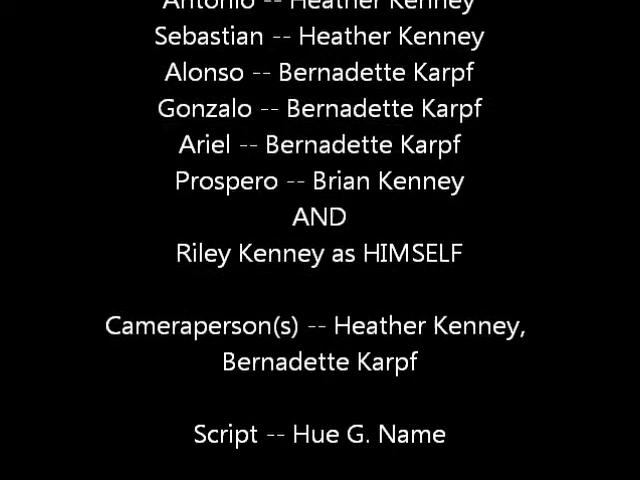 Antonio -- Heather Kenney
Sebastian -- Heather Kenney
Alonso -- Bernadette Karpf
Gonzalo -- Bernadette Karpf
Ariel -- Bernadette Karpf
Prospero -- Brian Kenney
AND
Riley Kenney as HIMSELF
Cameraperson(s) -- Heather Kenney,
Bernadette Karpf
Script -- Hue G. Name